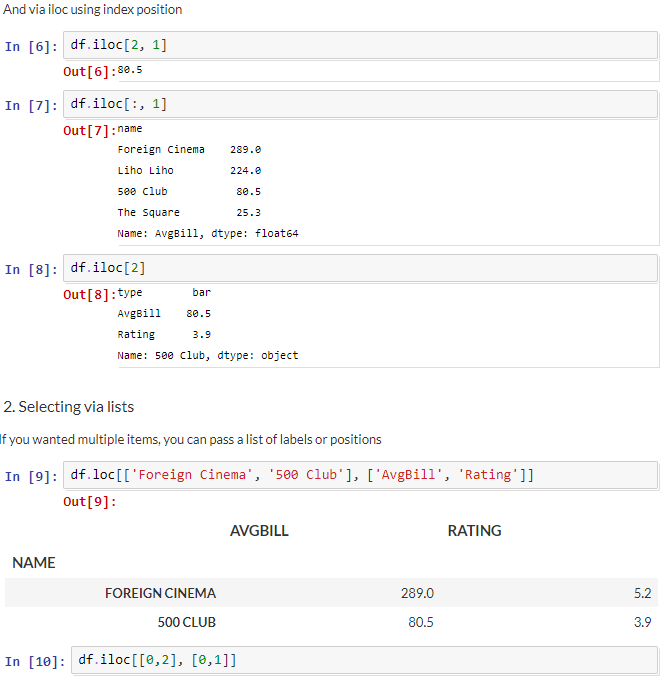 And via iloc using index position
In [6]: df.iloc[2, 1]
Out[6]:80.5
In [7]: df.iloc[:, 1]
Out[7]:name
Foreign Cinema    289.0
Liho Liho         224.0
500 Club           80.5
The Square         25.3
Name: AvgBill, dtype: float64
In [8]: df.iloc[2]
Out[8]:type        bar
AvgBill    80.5
Rating      3.9
Name: 500 Club, dtype: object
2. Selecting via lists
If you wanted multiple items, you can pass a list of labels or positions
In [9]: df.loc[['Foreign Cinema', '500 Club'], ['AvgBill', 'Rating']]
Out[9]:
AVGBILL RATING
NAME
FOREIGN CINEMA 289.0 5.2
500 CLUB 80.5 3.9
In [10]: df.iloc[[0,2], [0,1]]